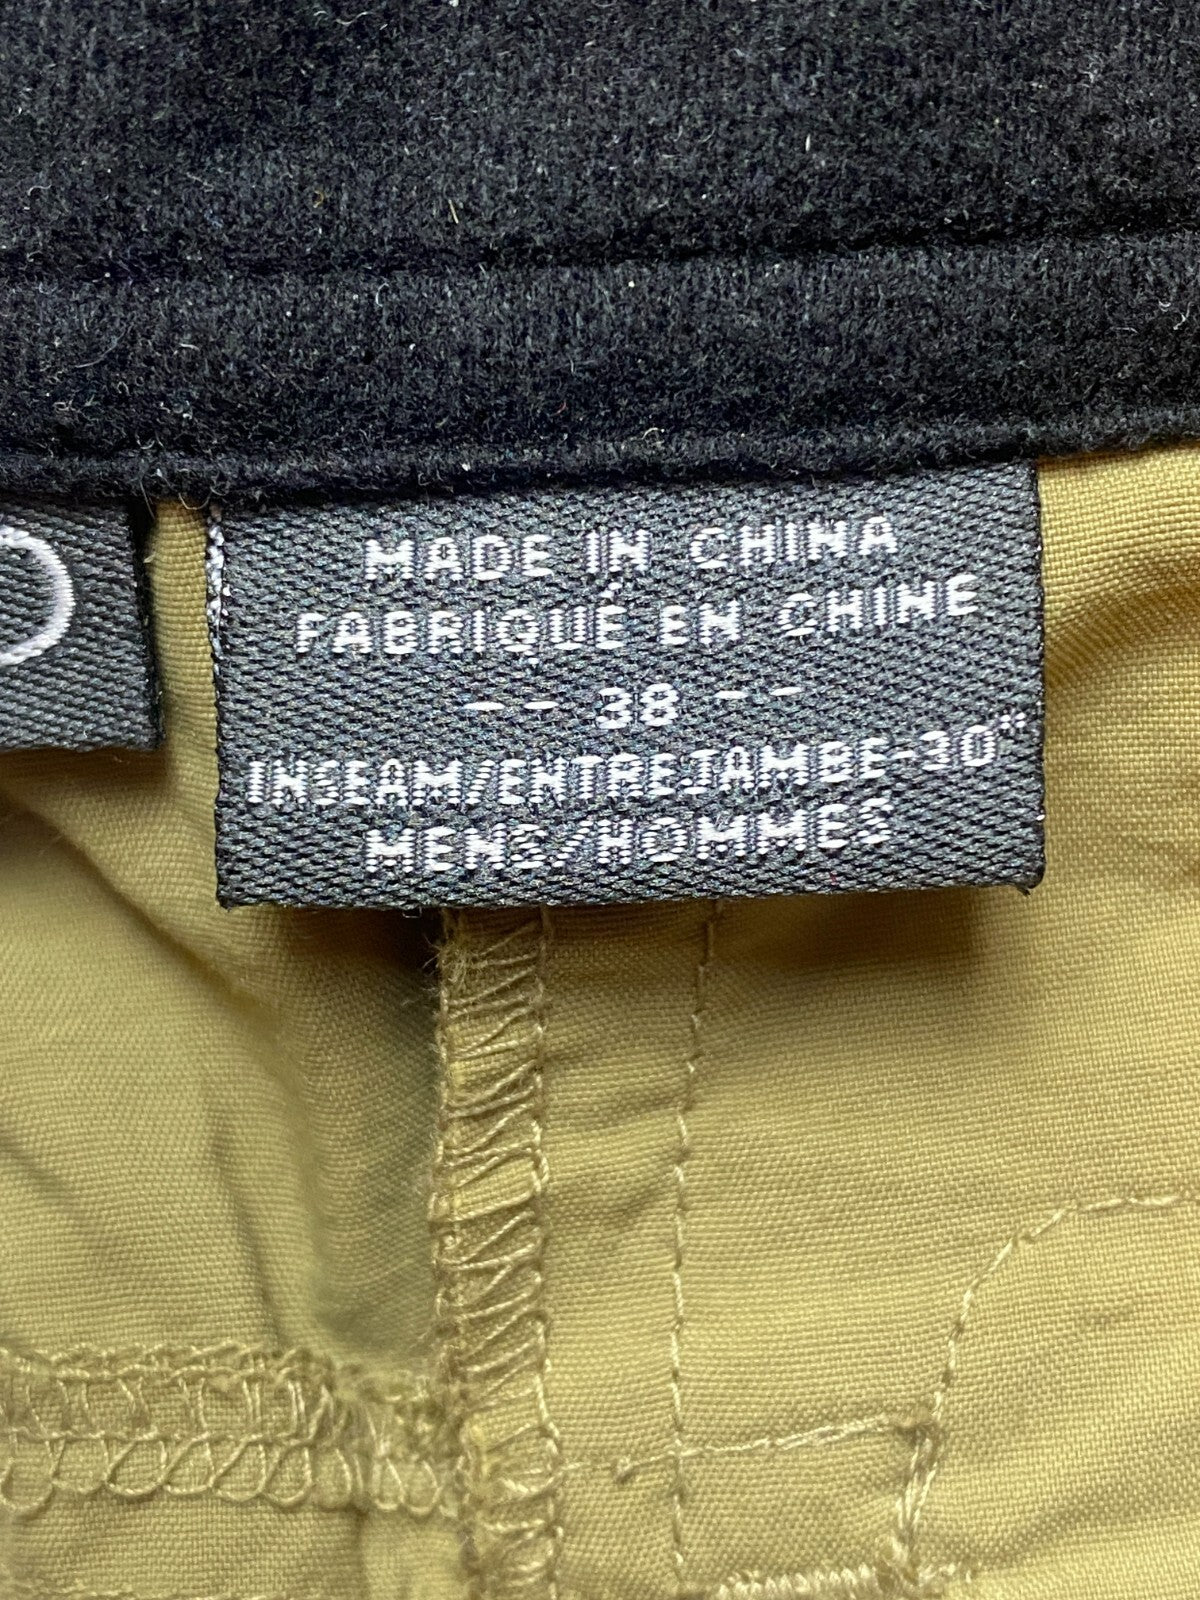 MADE IN CHINA
FABRIQUÉ EN CHINE
-- 38 --
INSEAM/ENTREJAMBE-30"
MENS/HOMMES